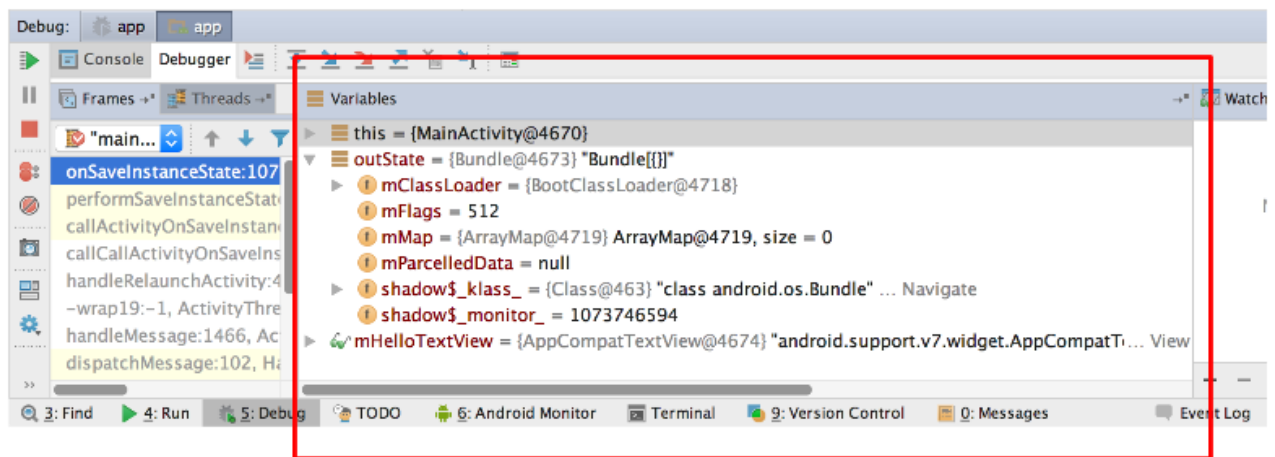 Debug: app app
Console Debugger
Frames Threads
Variables
Watch
"main...
this = {MainActivity@4670}
onSaveInstanceState:107
outState = {Bundle@4673} "Bundle[{}]"
performSaveInstanceStat
mClassLoader = {BootClassLoader@4718}
callActivityOnSaveInstan
mFlags = 512
callCallActivityOnSaveIns
mMap = {ArrayMap@4719} ArrayMap@4719, size = 0
handleRelaunchActivity:4
mParcelledData = null
-wrap19:-1, ActivityThre
shadow$_klass_ = {Class@463} "class android.os.Bundle" ... Navigate
handleMessage:1466, Ac
shadow$_monitor_ = 1073746594
dispatchMessage:102, Ha
mHelloTextView = {AppCompatTextView@4674} "android.support.v7.widget.AppCompatT... View
3: Find 4: Run 5: Debug TODO 6: Android Monitor Terminal 9: Version Control 0: Messages Event Log